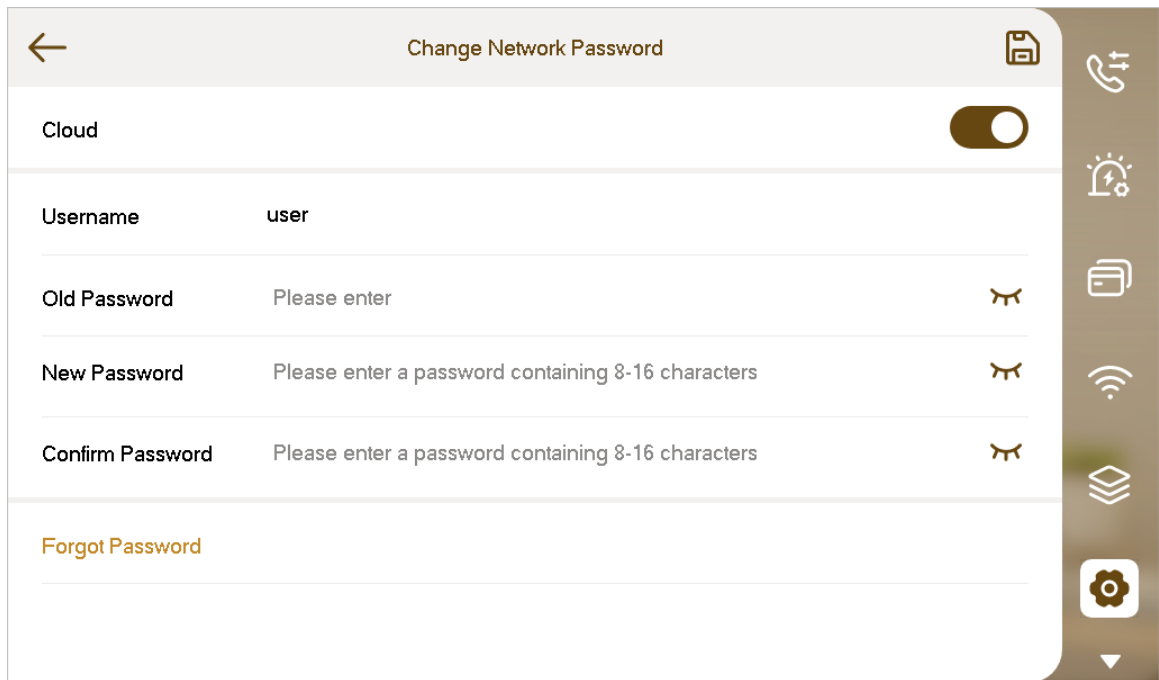 Change Network Password
Cloud
Username user
Old Password Please enter
New Password Please enter a password containing 8-16 characters
Confirm Password Please enter a password containing 8-16 characters
Forgot Password